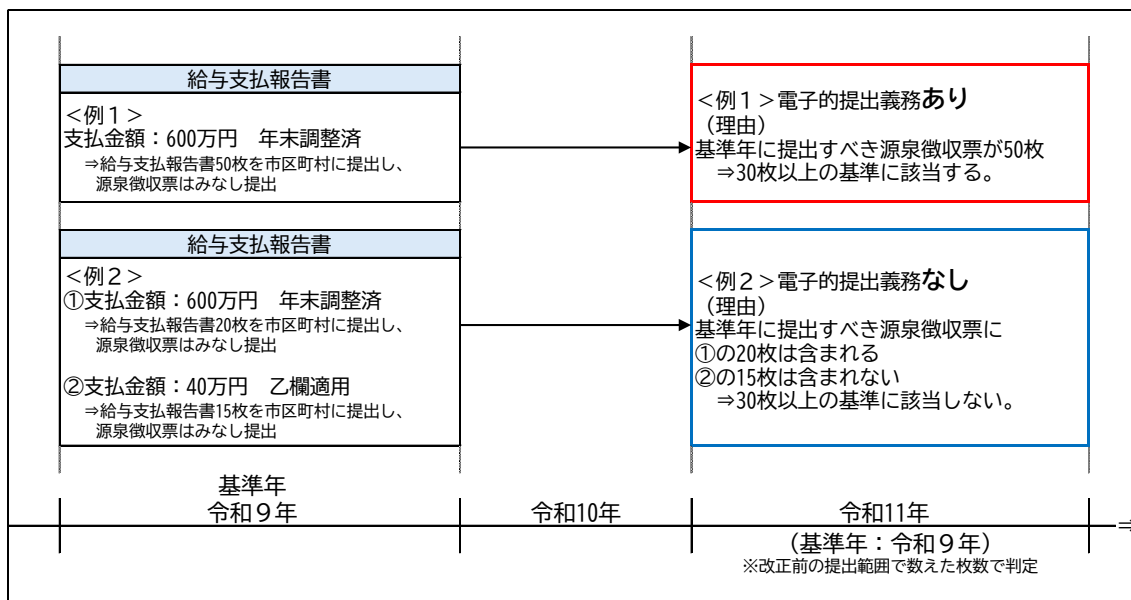 給与支払報告書
＜例１＞
支払金額：600万円　年末調整済
⇒給与支払報告書50枚を市区町村に提出し、
源泉徴収票はみなし提出
＜例１＞電子的提出義務あり
（理由）
基準年に提出すべき源泉徴収票が50枚
⇒30枚以上の基準に該当する。
給与支払報告書
＜例２＞
①支払金額：600万円　年末調整済
⇒給与支払報告書20枚を市区町村に提出し、
源泉徴収票はみなし提出
②支払金額：40万円　乙欄適用
⇒給与支払報告書15枚を市区町村に提出し、
源泉徴収票はみなし提出
＜例２＞電子的提出義務なし
（理由）
基準年に提出すべき源泉徴収票に
①の20枚は含まれる
②の15枚は含まれない
⇒30枚以上の基準に該当しない。
基準年
令和９年
令和10年
令和11年
（基準年：令和９年）
※改正前の提出範囲で数えた枚数で判定